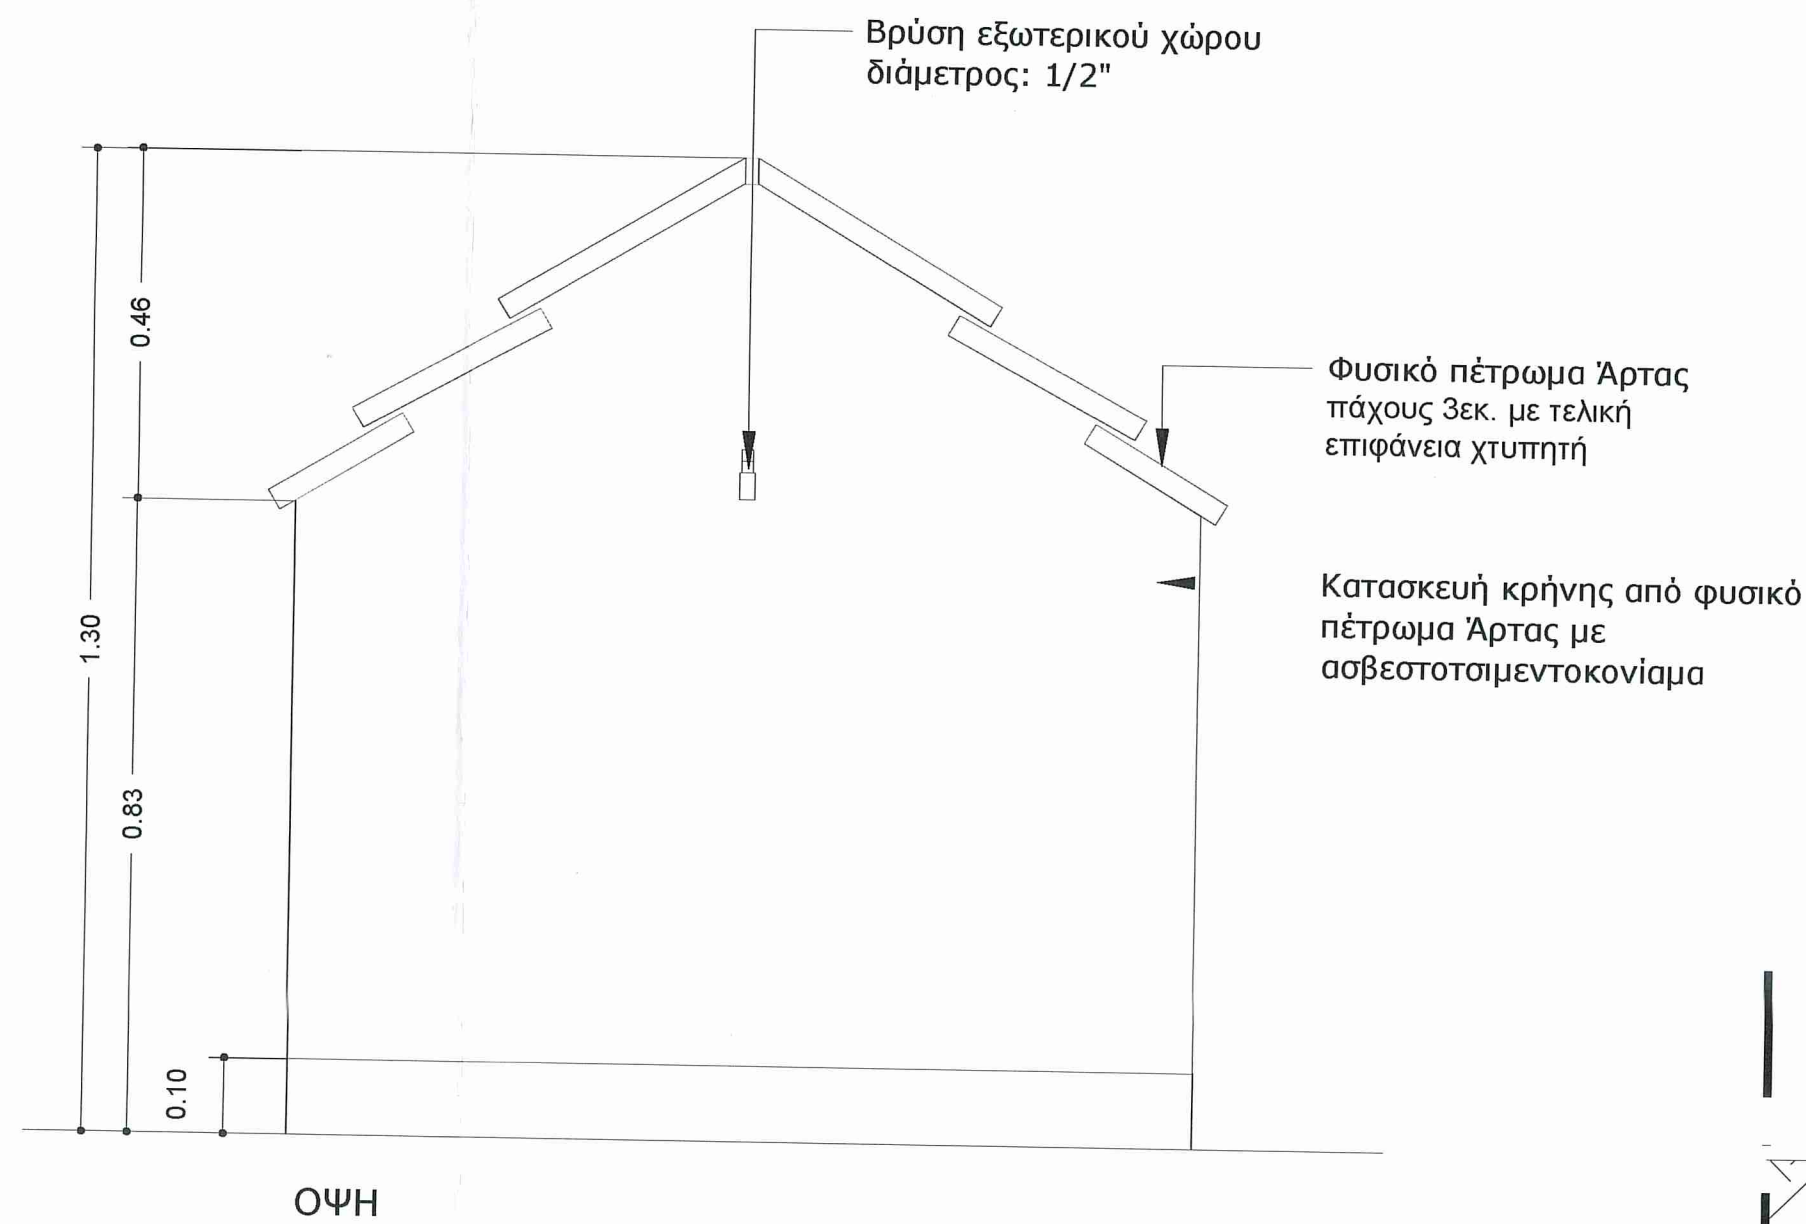 Βρύση εξωτερικού χώρου
διάμετρος: 1/2"
0.46
Φυσικό πέτρωμα Άρτας
πάχους 3εκ. με τελική
επιφάνεια χτυπητή
Κατασκευή κρήνης από φυσικό
πέτρωμα Άρτας με
ασβεστοτσιμεντοκονίαμα
1.30
0.83
0.10
ΟΨΗ